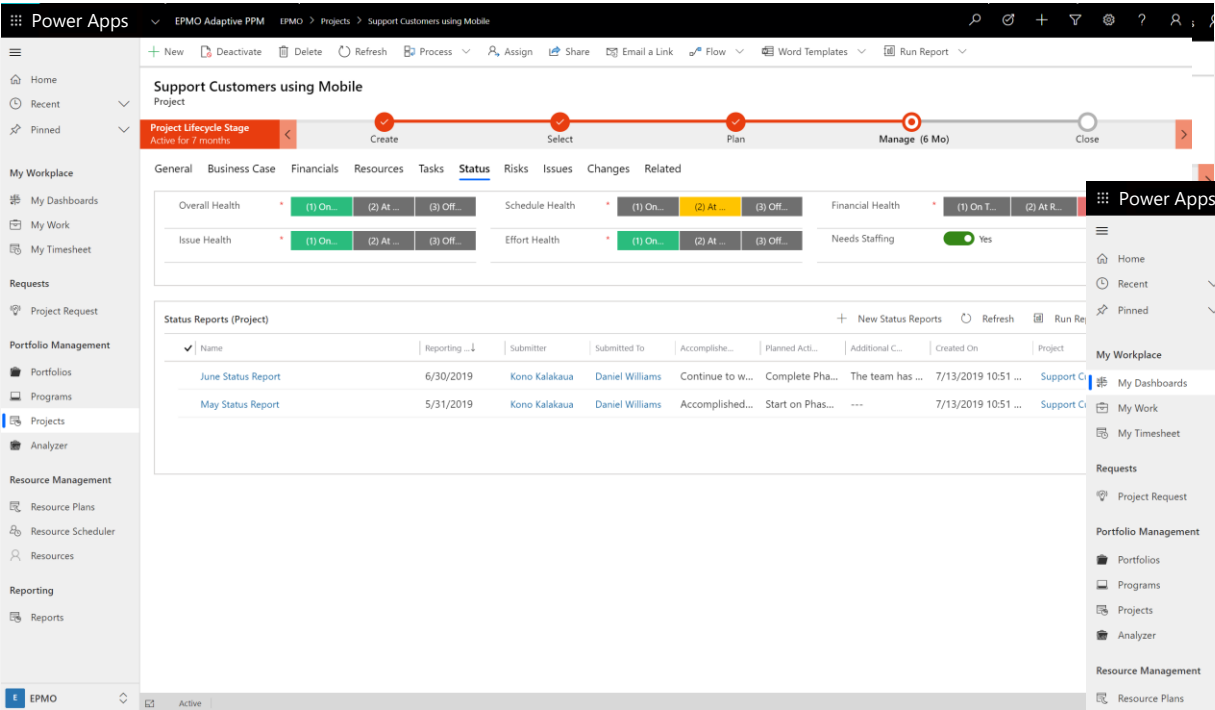 Power Apps EPMO Adaptive PPM EPMO > Projects > Support Customers using Mobile
New Deactivate Delete Refresh Process Assign Share Email a Link Flow Word Templates Run Report
Home
Recent
Pinned
My Workplace
My Dashboards
My Work
My Timesheet
Requests
Project Request
Portfolio Management
Portfolios
Programs
Projects
Analyzer
Resource Management
Resource Plans
Resource Scheduler
Resources
Reporting
Reports
E EPMO
Support Customers using Mobile
Project
Project Lifecycle Stage
Active for 7 months
Create Select Plan Manage (6 Mo) Close
General Business Case Financials Resources Tasks Status Risks Issues Changes Related
Overall Health * (1) On... (2) At ... (3) Off... Schedule Health * (1) On... (2) At ... (3) Off... Financial Health * (1) On T... (2) At R...
Issue Health * (1) On... (2) At ... (3) Off... Effort Health * (1) On... (2) At ... (3) Off... Needs Staffing Yes
Status Reports (Project) New Status Reports Refresh Run Re
Name Reporting ... Submitter Submitted To Accomplishe... Planned Acti... Additional C... Created On Project
June Status Report 6/30/2019 Kono Kalakaua Daniel Williams Continue to w... Complete Pha... The team has ... 7/13/2019 10:51 ... Support Cu
May Status Report 5/31/2019 Kono Kalakaua Daniel Williams Accomplished... Start on Phas... --- 7/13/2019 10:51 ... Support Cu
Active
Power Apps
Home
Recent
Pinned
My Workplace
My Dashboards
My Work
My Timesheet
Requests
Project Request
Portfolio Management
Portfolios
Programs
Projects
Analyzer
Resource Management
Resource Plans